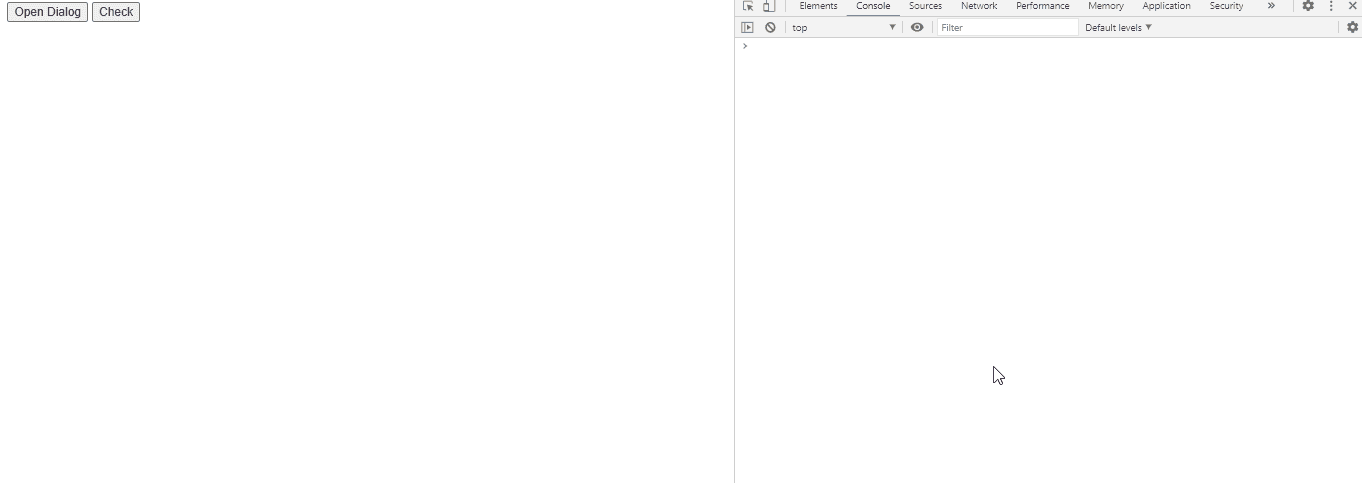 Open Dialog Check
Elements Console Sources Network Performance Memory Application Security »
top Filter Default levels